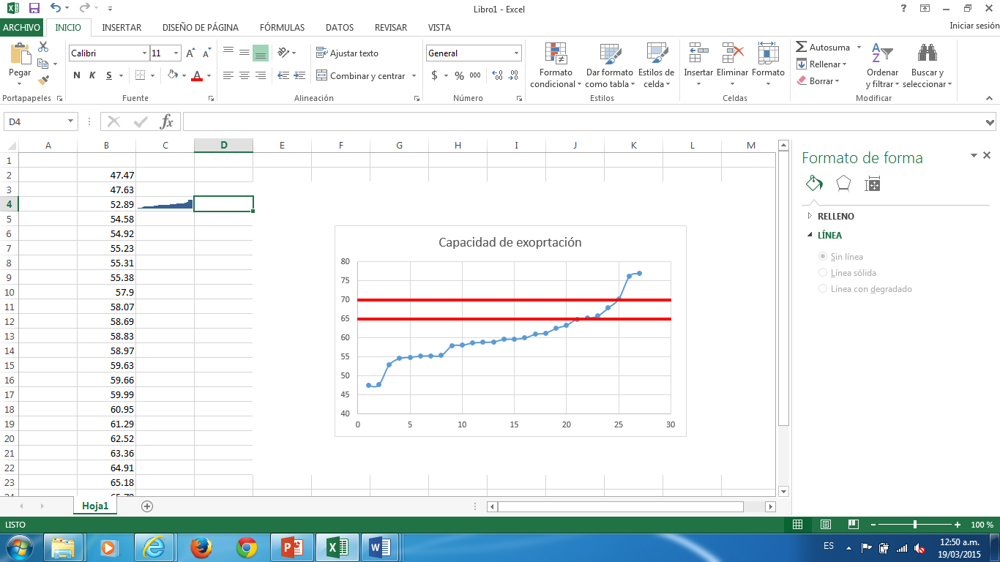 Libro1 - Excel
?
ARCHIVO INICIO INSERTAR DISEÑO DE PÁGINA FÓRMULAS DATOS REVISAR VISTA Iniciar sesión
Pegar
Calibri 11
N K S
Ajustar texto
Combinar y centrar
General
$ % 000
Formato condicional
Dar formato como tabla
Estilos de celda
Insertar
Eliminar
Formato
Autosuma
Rellenar
Borrar
Ordenar y filtrar
Buscar y seleccionar
Portapapeles Fuente Alineación Número Estilos Celdas Modificar
D4 fx
A B C D E F G H I J K L M
1
2 47.47
3 47.63
4 52.89
5 54.58
6 54.92
7 55.23
8 55.31
9 55.38
10 57.9
11 58.07
12 58.69
13 58.83
14 58.97
15 59.63
16 59.66
17 59.99
18 60.95
19 61.29
20 62.52
21 63.36
22 64.91
23 65.18
Capacidad de exoprtación
80
75
70
65
60
55
50
45
40
0 5 10 15 20 25 30
Formato de forma
RELLENO
LÍNEA
Sin línea
Línea sólida
Línea con degradado
Hoja1
LISTO 100 %
ES 12:50 a.m.
19/03/2015